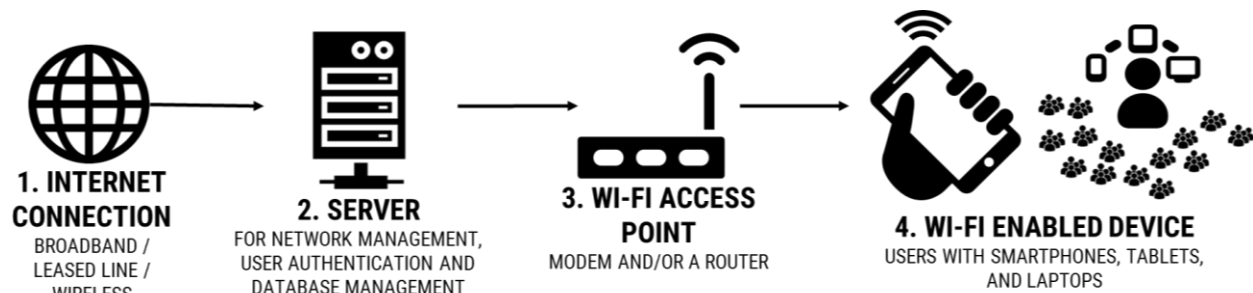 1. INTERNET
CONNECTION
BROADBAND /
LEASED LINE /
WIRELESS
2. SERVER
FOR NETWORK MANAGEMENT,
USER AUTHENTICATION AND
DATABASE MANAGEMENT
3. WI-FI ACCESS
POINT
MODEM AND/OR A ROUTER
4. WI-FI ENABLED DEVICE
USERS WITH SMARTPHONES, TABLETS,
AND LAPTOPS